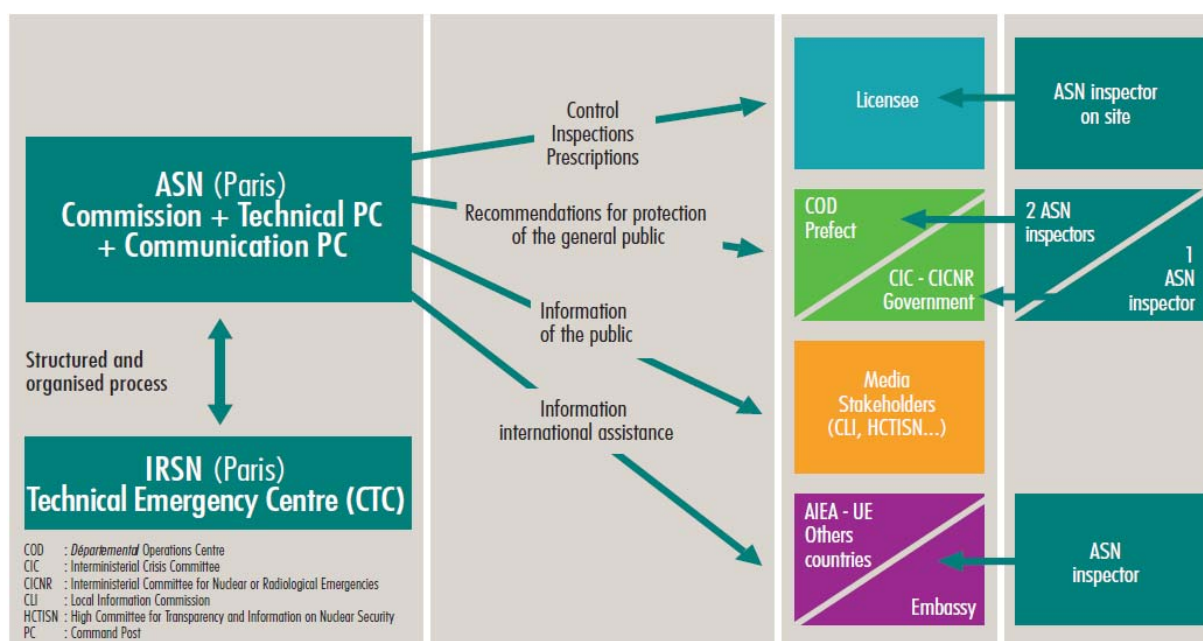 ASN (Paris)
Commission + Technical PC
+ Communication PC
Structured and
organised process
IRSN (Paris)
Technical Emergency Centre (CTC)
COD : Départemental Operations Centre
CIC : Interministerial Crisis Committee
CICNR : Interministerial Committee for Nuclear or Radiological Emergencies
CLI : Local Information Commission
HCTISN : High Committee for Transparency and Information on Nuclear Security
PC : Command Post
Control
Inspections
Prescriptions
Recommendations for protection
of the general public
Information
of the public
Information
international assistance
Licensee
COD
Prefect
CIC - CICNR
Government
Media
Stakeholders
(CLI, HCTISN...)
AIEA - UE
Others
countries
Embassy
ASN inspector
on site
2 ASN
inspectors
1
ASN
inspector
ASN
inspector